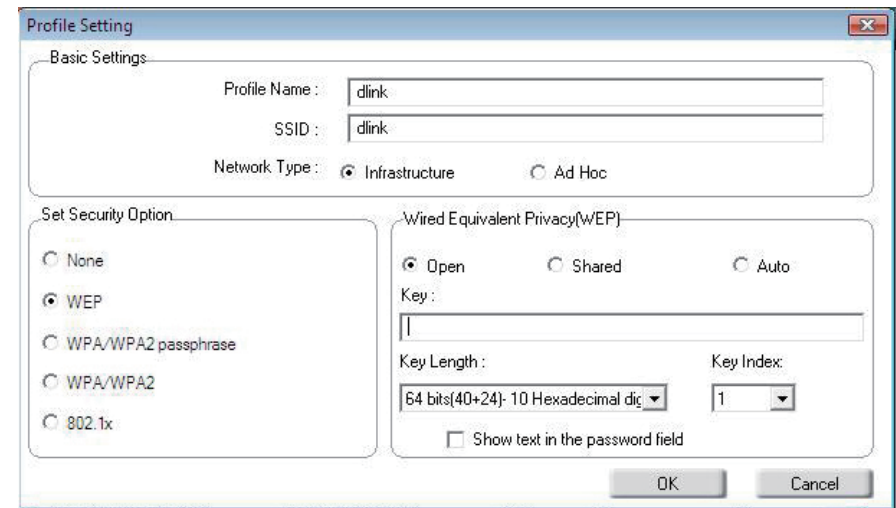 Profile Setting
Basic Settings
Profile Name :
dlink
SSID :
dlink
Network Type :
Infrastructure
Ad Hoc
Set Security Option
None
WEP
WPA/WPA2 passphrase
WPA/WPA2
802.1x
Wired Equivalent Privacy(WEP)
Open
Shared
Auto
Key :
Key Length :
Key Index:
64 bits(40+24)- 10 Hexadecimal dig
1
Show text in the password field
OK
Cancel